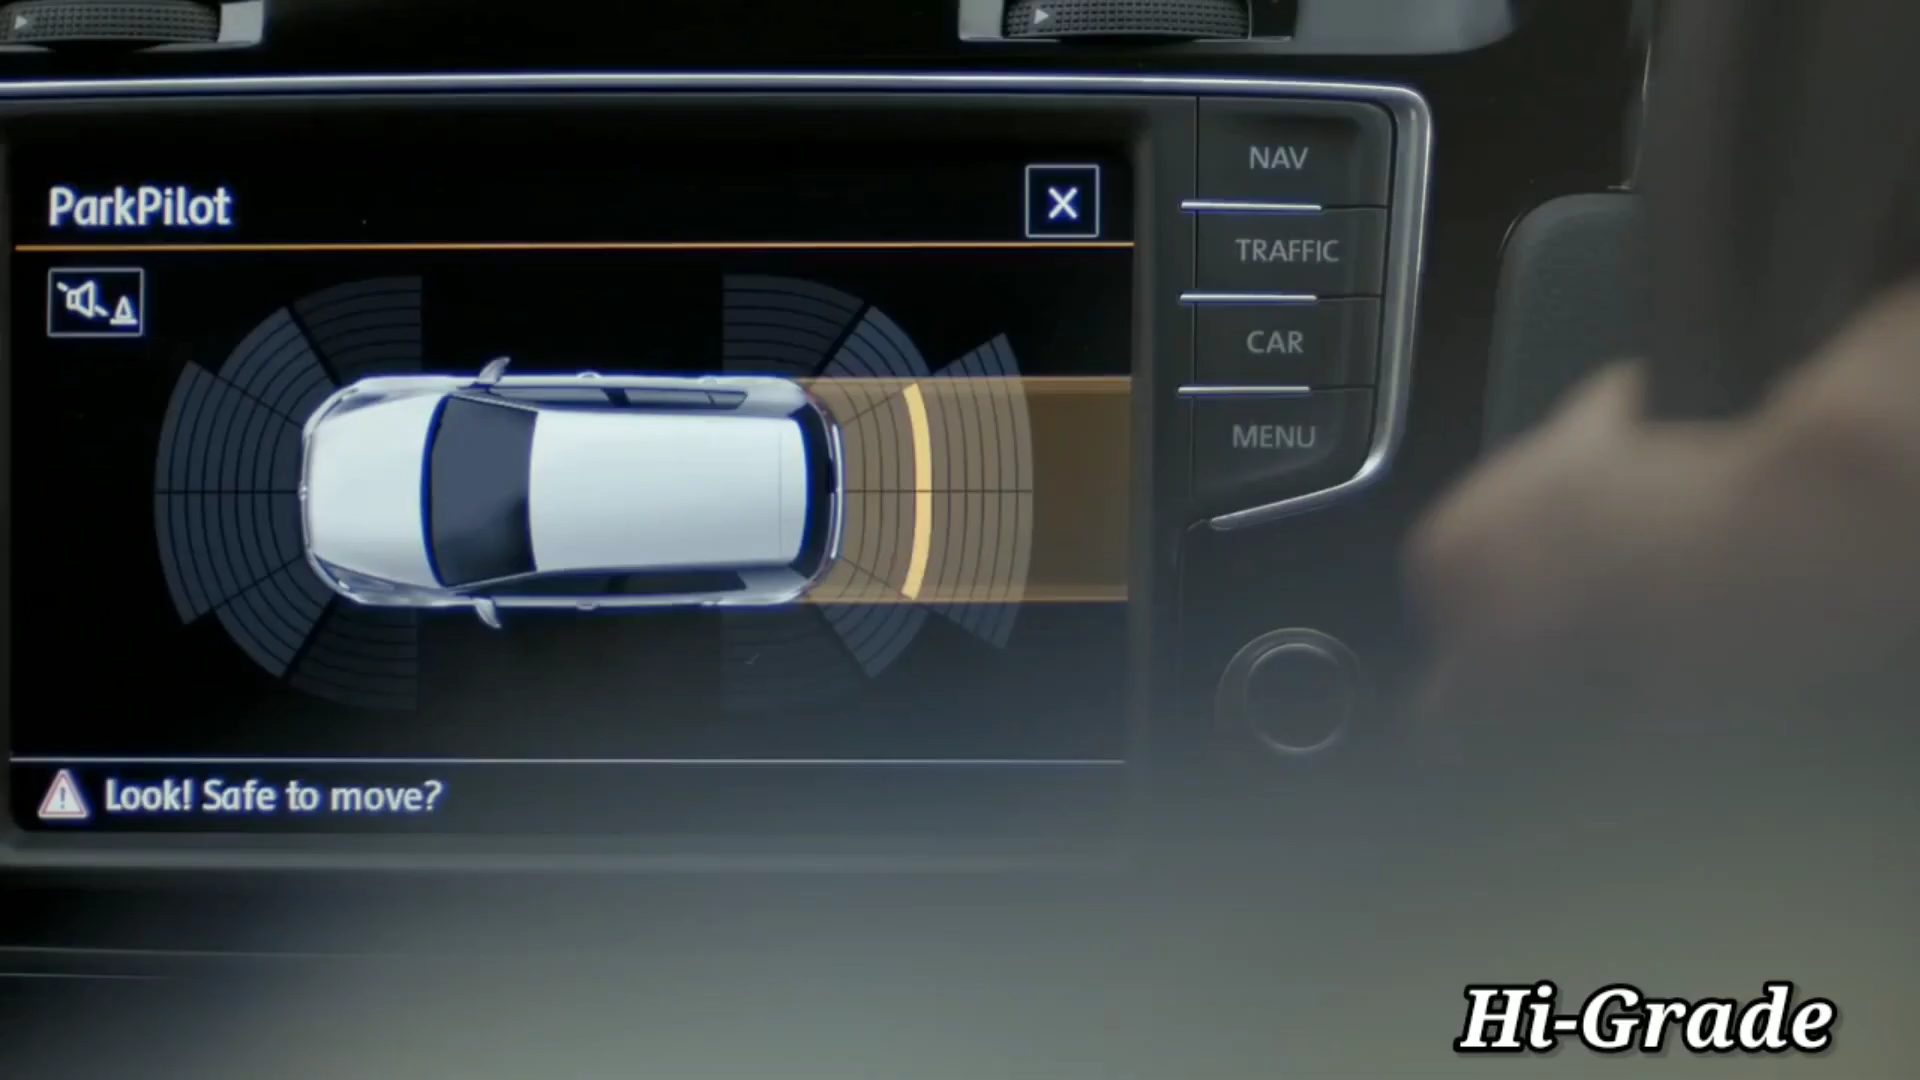 ParkPilot
NAV
TRAFFIC
CAR
MENU
Look! Safe to move?
Hi-Grade